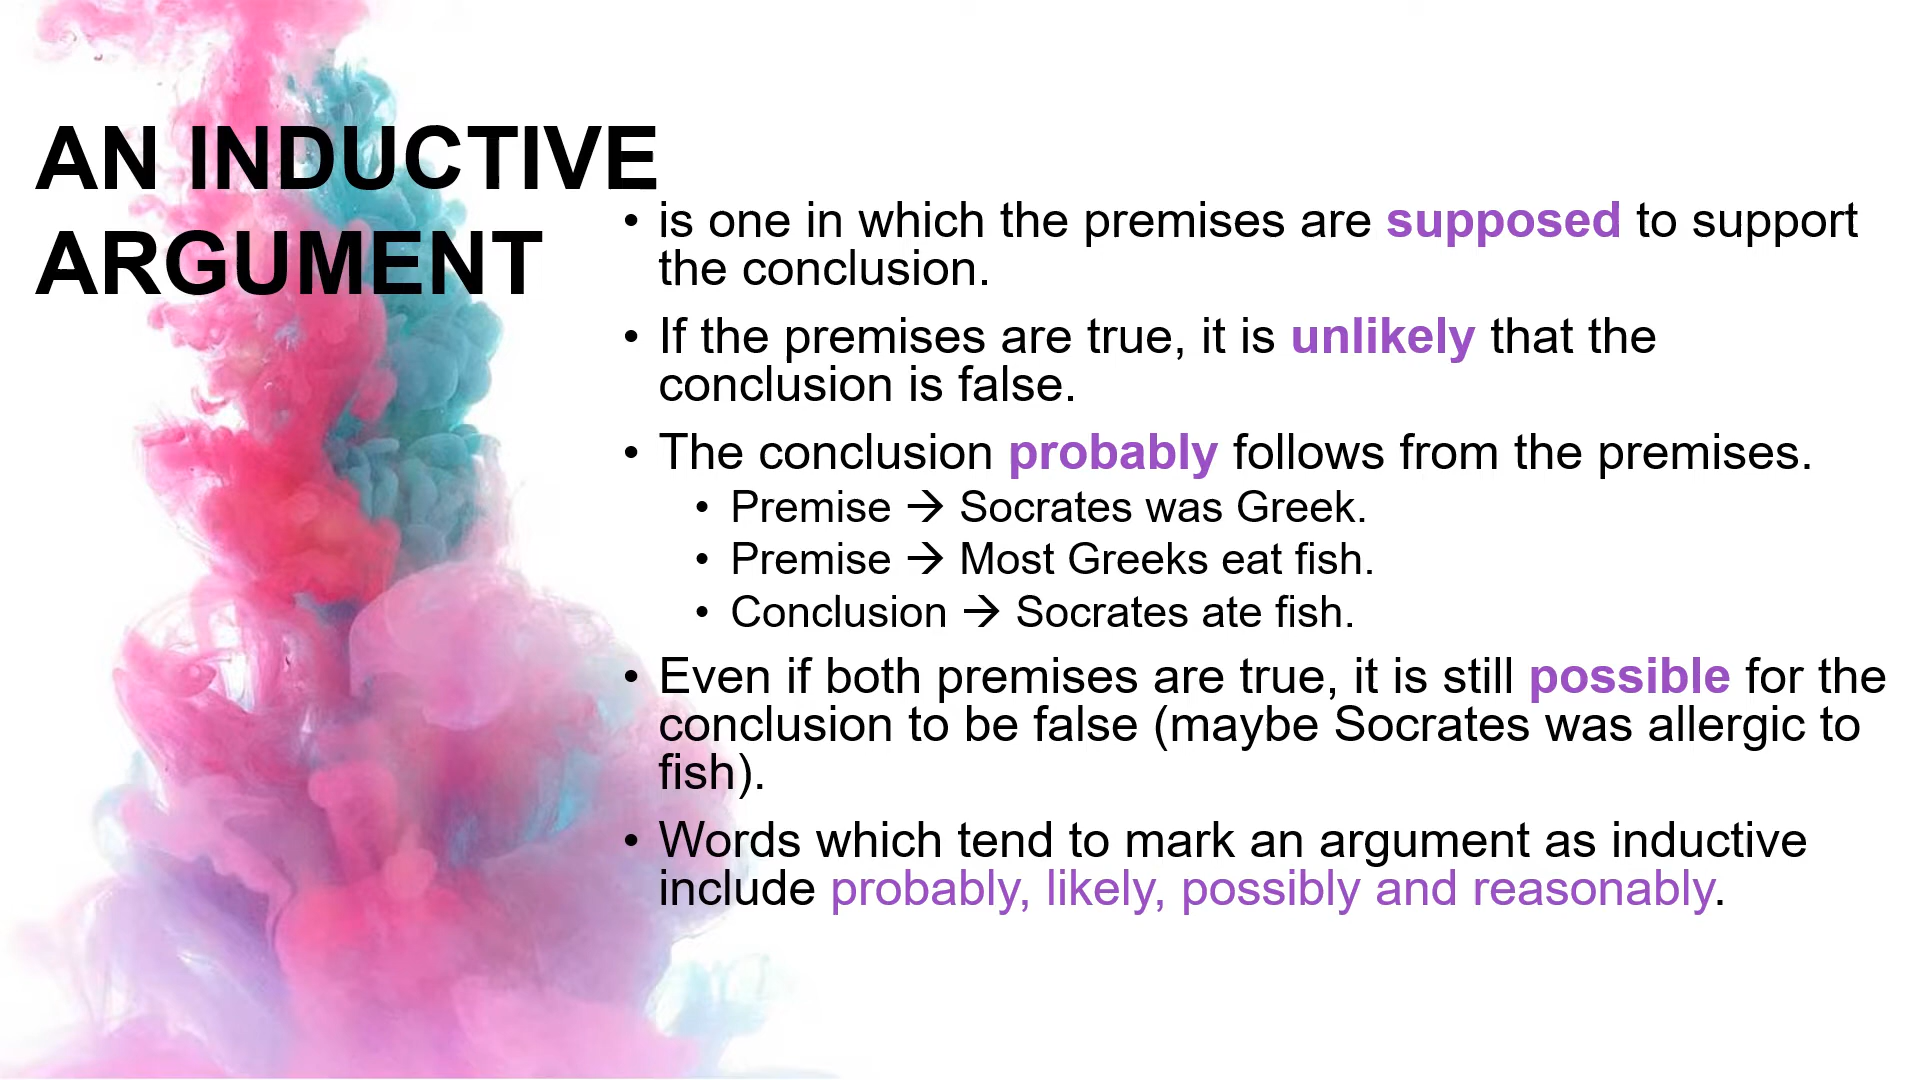 AN INDUCTIVE
ARGUMENT
• is one in which the premises are supposed to support
the conclusion.
• If the premises are true, it is unlikely that the
conclusion is false.
• The conclusion probably follows from the premises.
• Premise → Socrates was Greek.
• Premise → Most Greeks eat fish.
• Conclusion → Socrates ate fish.
• Even if both premises are true, it is still possible for the
conclusion to be false (maybe Socrates was allergic to
fish).
• Words which tend to mark an argument as inductive
include probably, likely, possibly and reasonably.